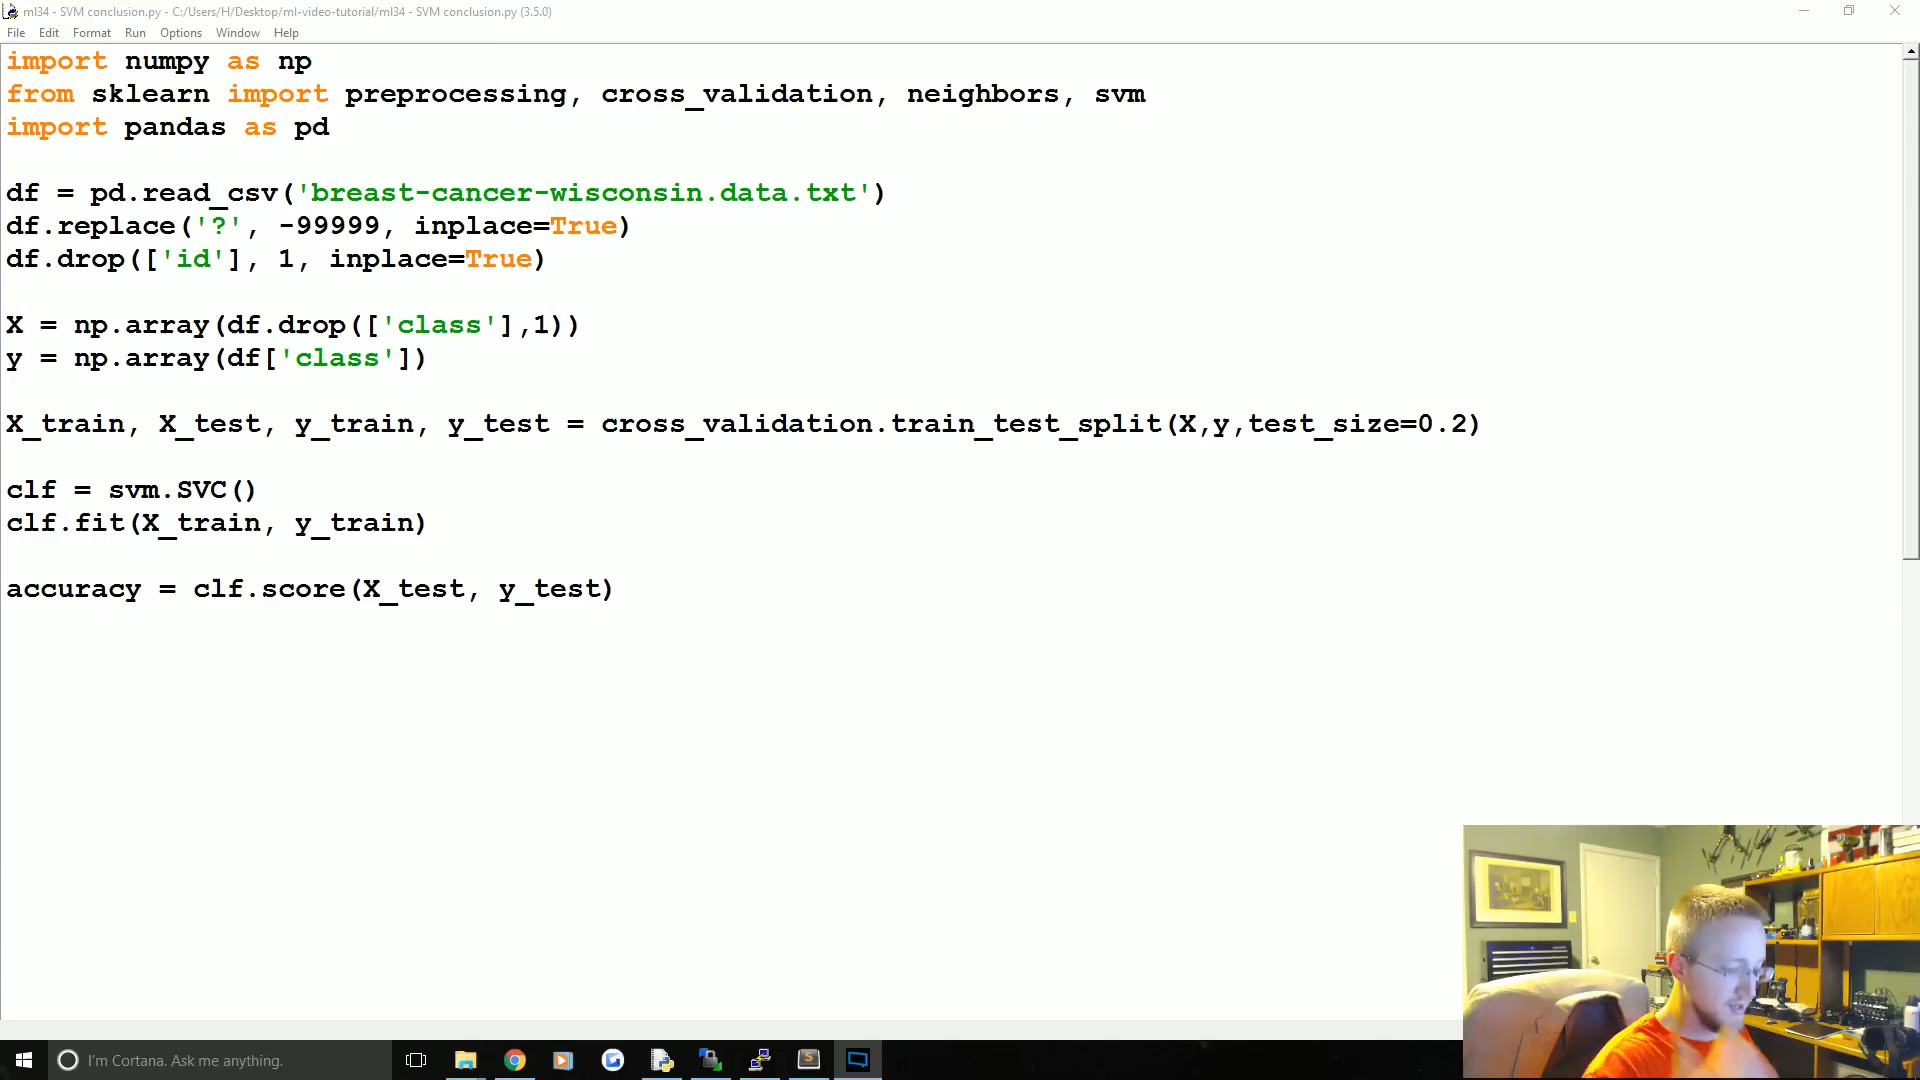 ml34 - SVM conclusion.py - C:/Users/H/Desktop/ml-video-tutorial/ml34 - SVM conclusion.py (3.5.0)
File Edit Format Run Options Window Help
import numpy as np
from sklearn import preprocessing, cross_validation, neighbors, svm
import pandas as pd
df = pd.read_csv('breast-cancer-wisconsin.data.txt')
df.replace('?', -99999, inplace=True)
df.drop(['id'], 1, inplace=True)
X = np.array(df.drop(['class'],1))
y = np.array(df['class'])
X_train, X_test, y_train, y_test = cross_validation.train_test_split(X,y,test_size=0.2)
clf = svm.SVC()
clf.fit(X_train, y_train)
accuracy = clf.score(X_test, y_test)
I'm Cortana. Ask me anything.
S